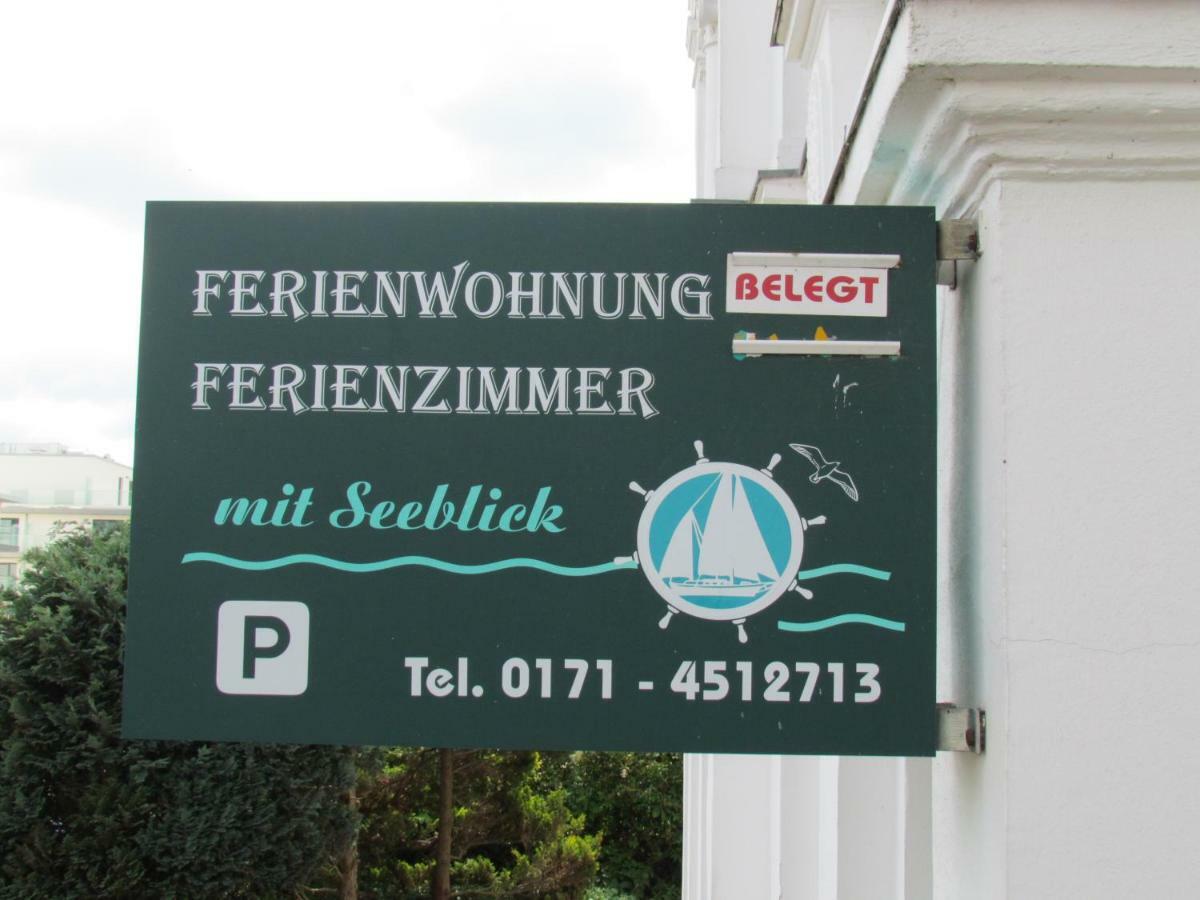 FERIENWOHNUNG BELEGT
FERIENZIMMER
mit Seeblick
P
Tel. 0171 - 4512713